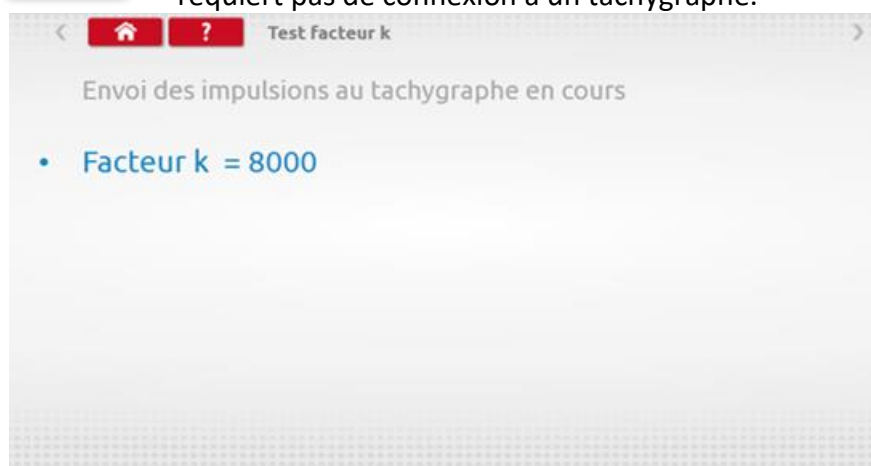 requiert pas de connexion à un tachygraphe.
? Test facteur k
Envoi des impulsions au tachygraphe en cours
• Facteur k = 8000